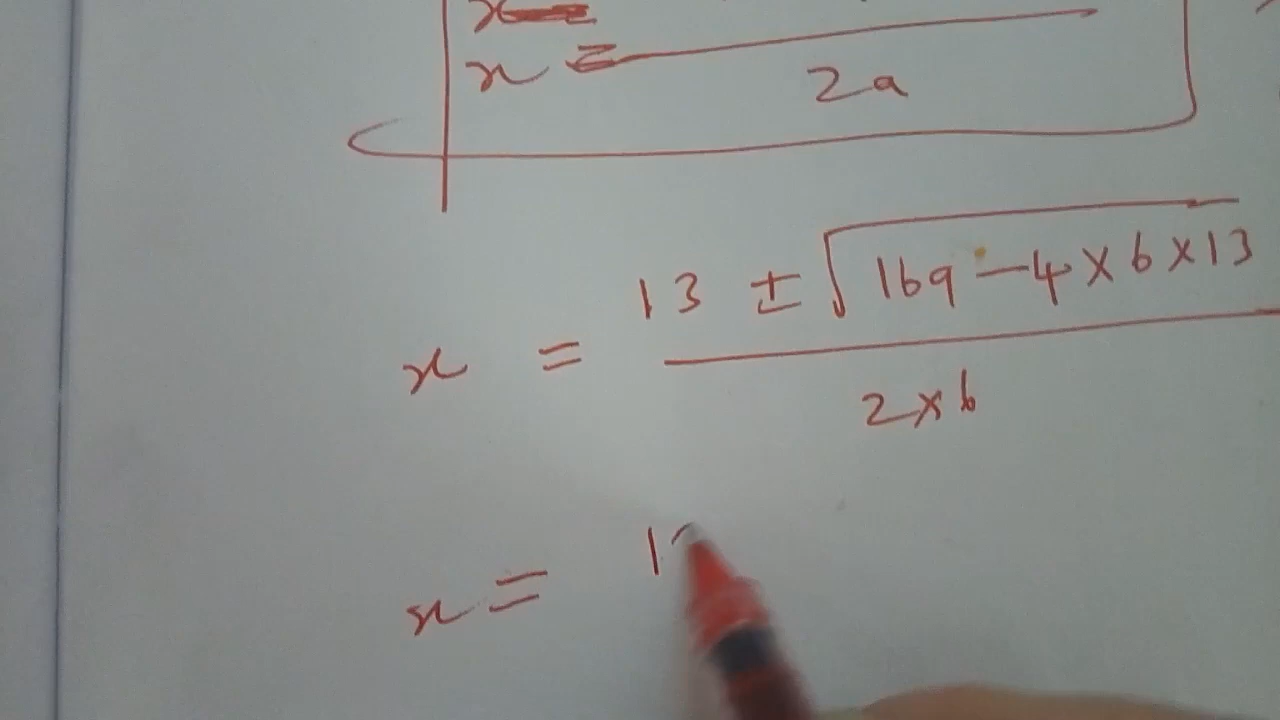 x =
x = ―――
2a
x = 13 ± √169 - 4 × 6 × 13
2 × 6
x = 1